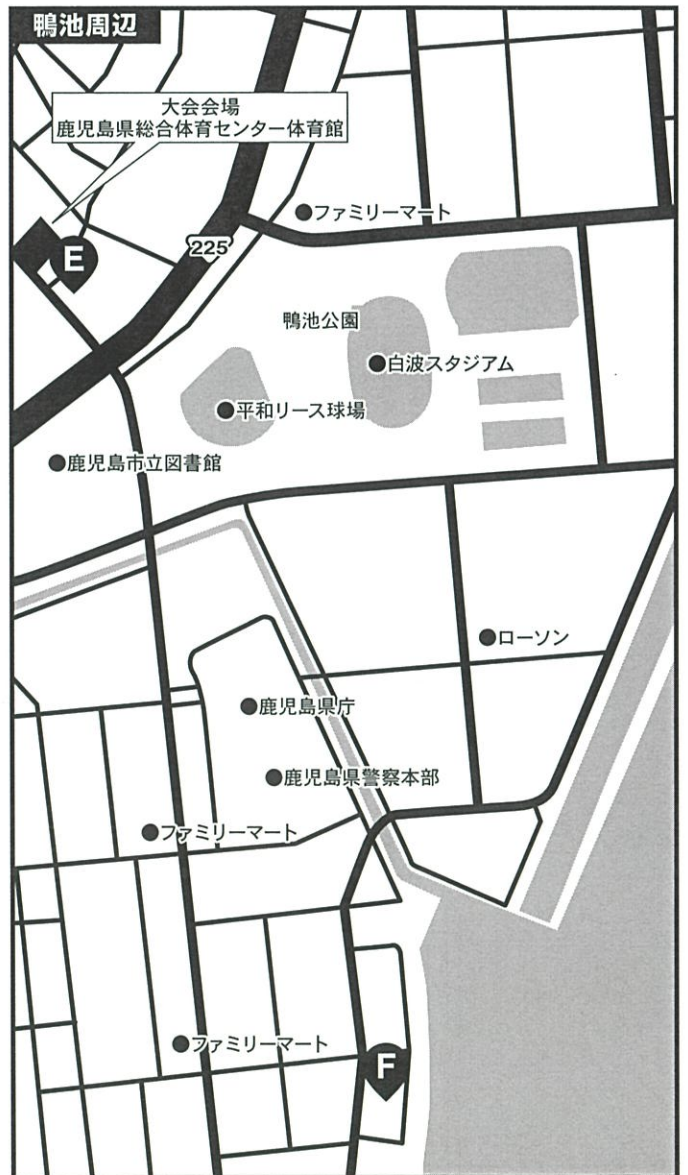 鴨池周辺
大会会場
鹿児島県総合体育センター体育館
ファミリーマート
E
225
鴨池公園
白波スタジアム
平和リース球場
鹿児島市立図書館
ローソン
鹿児島県庁
鹿児島県警察本部
ファミリーマート
ファミリーマート
F